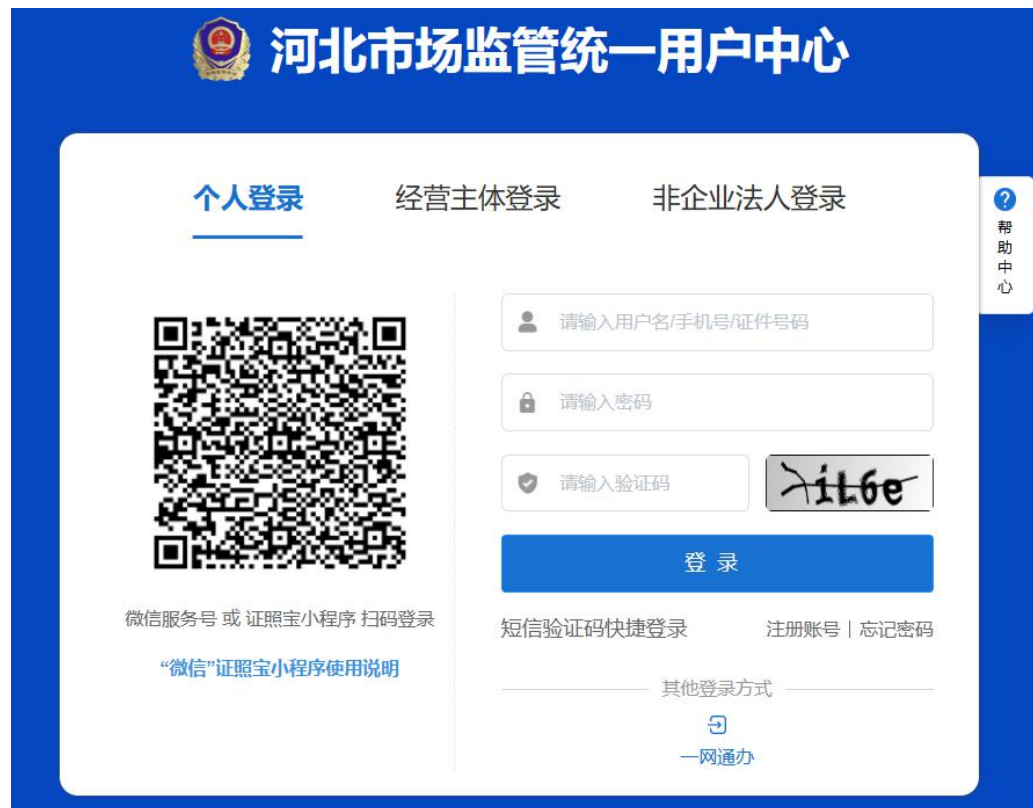 河北市场监管统一用户中心
个人登录 经营主体登录 非企业法人登录
帮助中心
请输入用户名/手机号/证件号码
请输入密码
请输入验证码
登 录
微信服务号 或 证照宝小程序 扫码登录
“微信”证照宝小程序使用说明
短信验证码快捷登录 注册账号 | 忘记密码
其他登录方式
一网通办